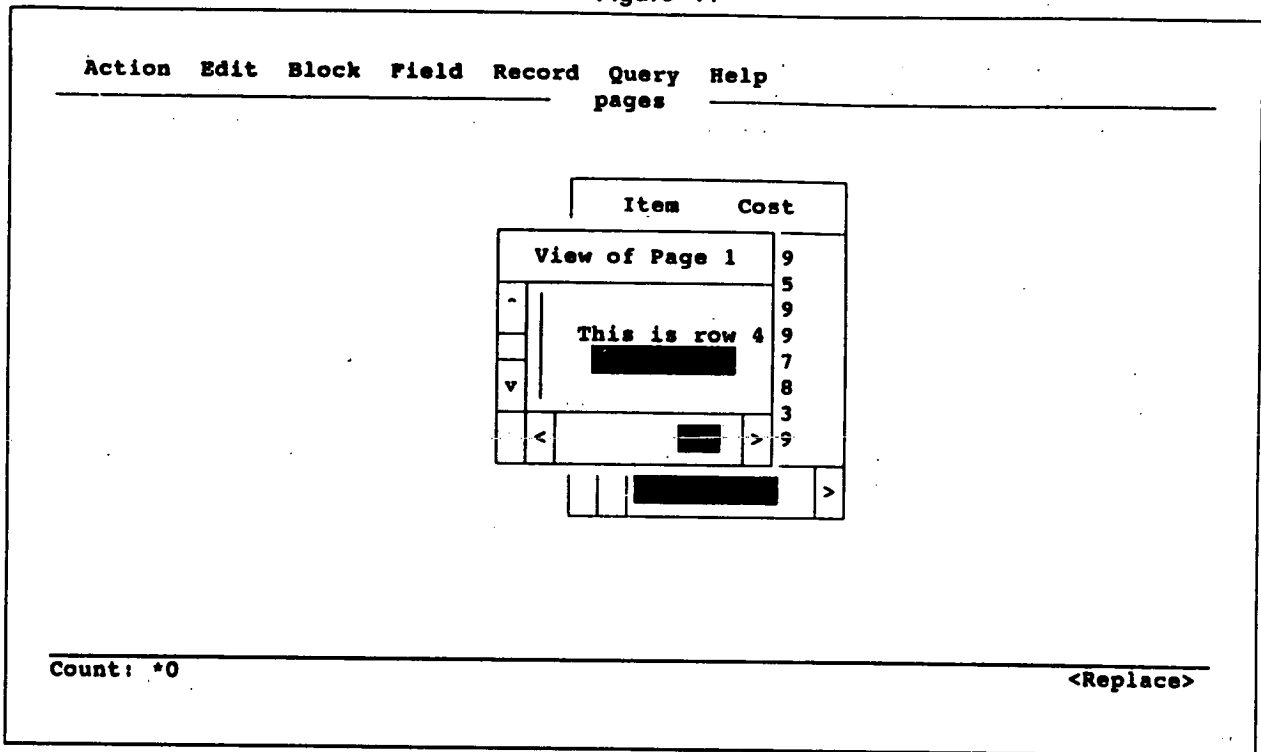 Action Edit Block Field Record Query Help
pages
Item Cost
View of Page 1
9
5
^
9
This is row 4
9
7
v
8
3
< >
9
>
Count: *0
<Replace>